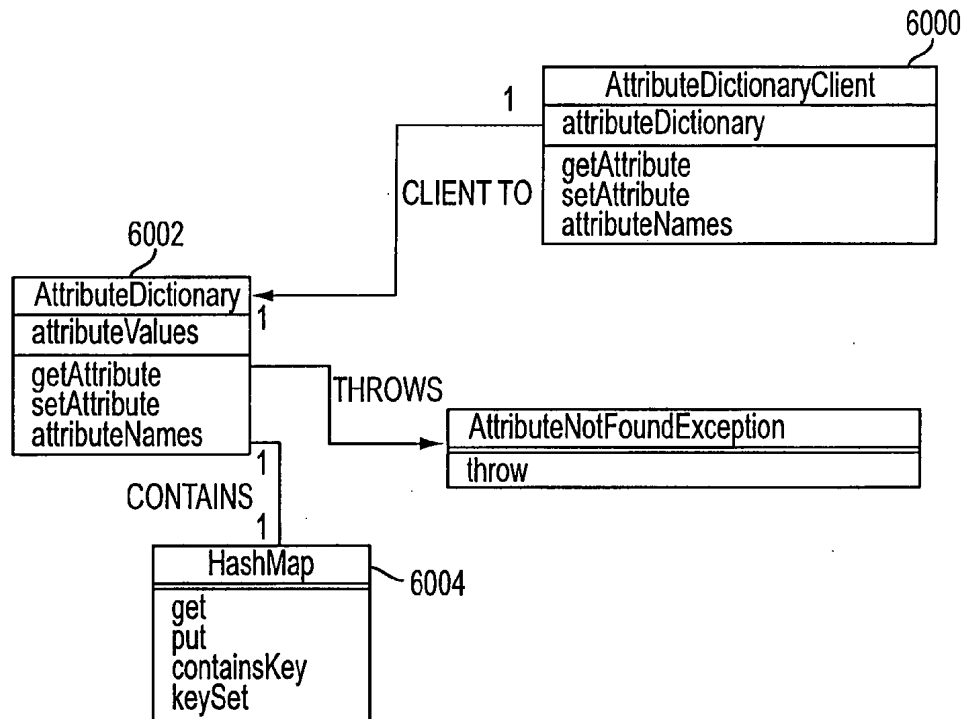 6000
AttributeDictionaryClient
attributeDictionary
getAttribute
setAttribute
attributeNames
1
CLIENT TO
6002
AttributeDictionary
attributeValues
getAttribute
setAttribute
attributeNames
1
THROWS
AttributeNotFoundException
throw
1
CONTAINS
1
HashMap
6004
get
put
containsKey
keySet